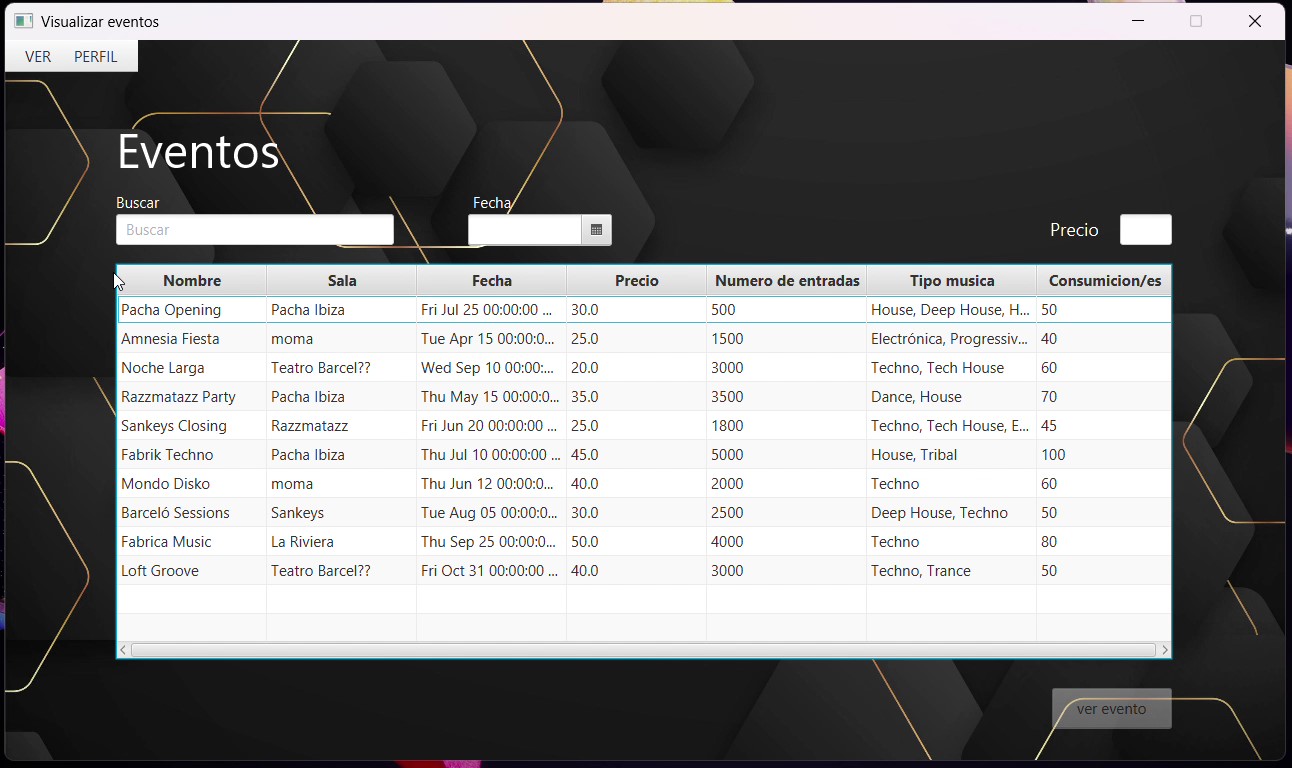 Visualizar eventos
VER PERFIL
Eventos
Buscar Fecha
Buscar Precio
Nombre Sala Fecha Precio Numero de entradas Tipo musica Consumicion/es
Pacha Opening Pacha Ibiza Fri Jul 25 00:00:00 ... 30.0 500 House, Deep House, H... 50
Amnesia Fiesta moma Tue Apr 15 00:00:0... 25.0 1500 Electrónica, Progressiv... 40
Noche Larga Teatro Barcel?? Wed Sep 10 00:00:... 20.0 3000 Techno, Tech House 60
Razzmatazz Party Pacha Ibiza Thu May 15 00:00:0... 35.0 3500 Dance, House 70
Sankeys Closing Razzmatazz Fri Jun 20 00:00:00 ... 25.0 1800 Techno, Tech House, E... 45
Fabrik Techno Pacha Ibiza Thu Jul 10 00:00:00 ... 45.0 5000 House, Tribal 100
Mondo Disko moma Thu Jun 12 00:00:0... 40.0 2000 Techno 60
Barceló Sessions Sankeys Tue Aug 05 00:00:0... 30.0 2500 Deep House, Techno 50
Fabrica Music La Riviera Thu Sep 25 00:00:0... 50.0 4000 Techno 80
Loft Groove Teatro Barcel?? Fri Oct 31 00:00:00 ... 40.0 3000 Techno, Trance 50
ver evento